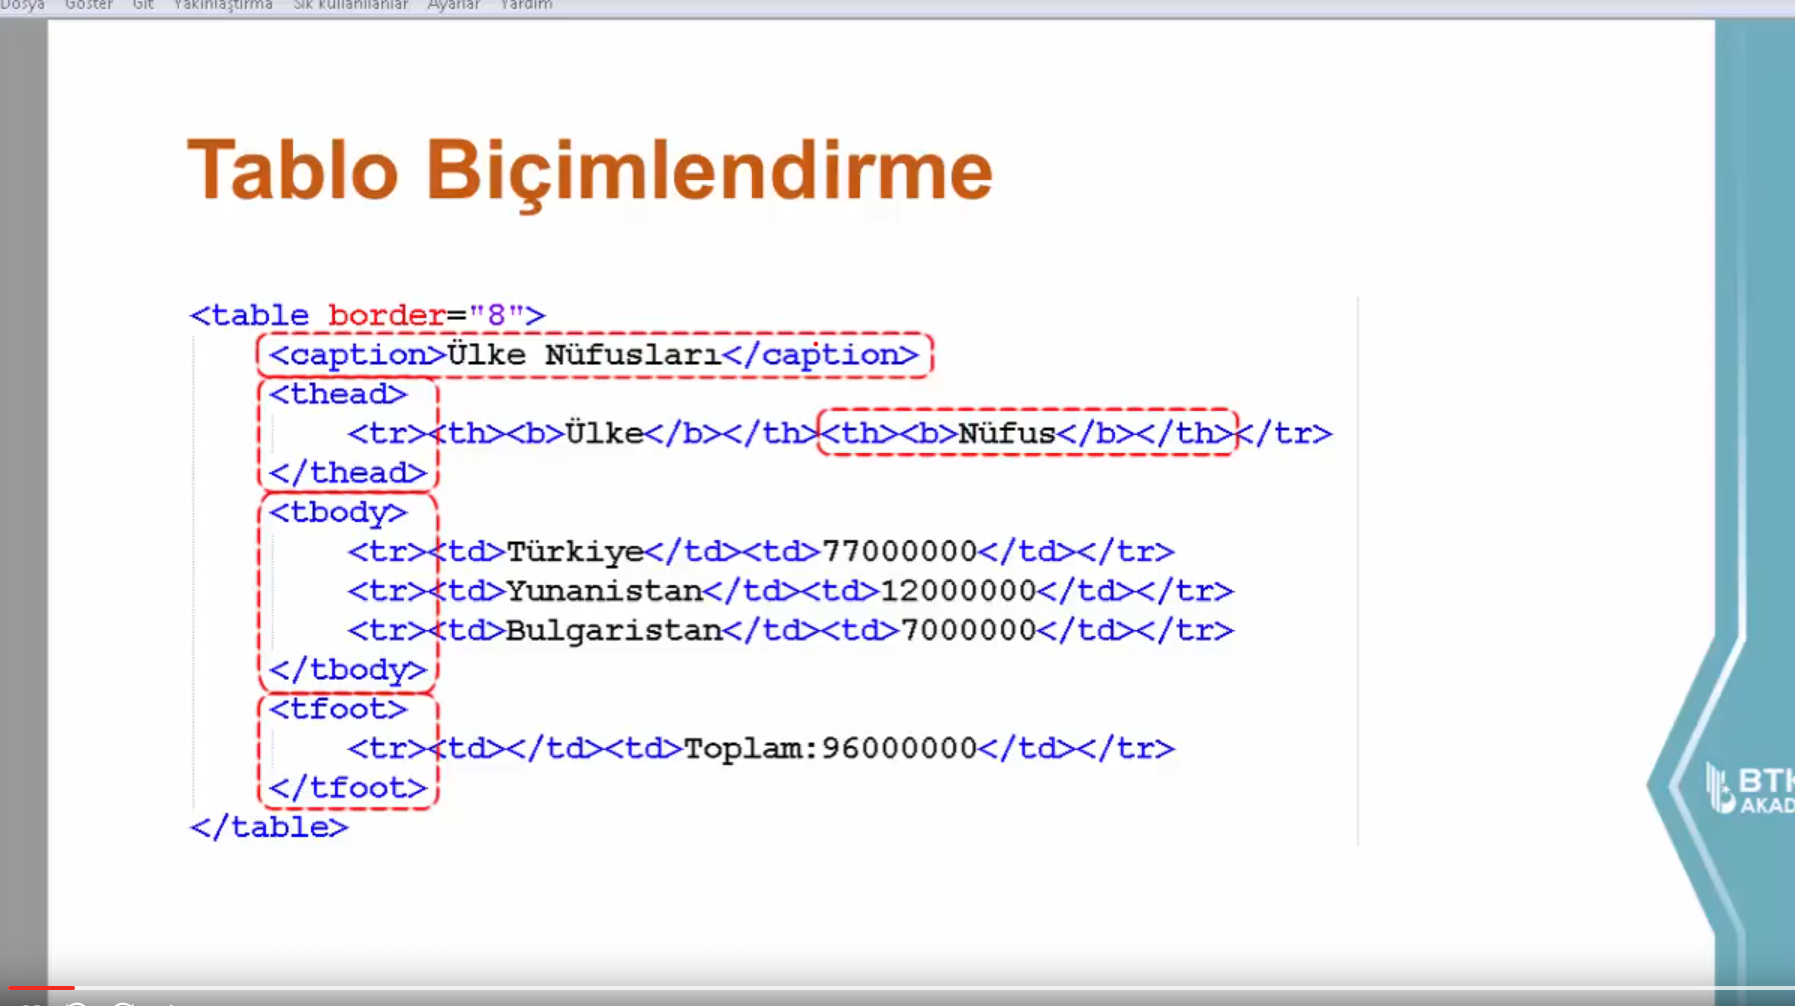 Dosya Göster Git Yakınlaştırma Sık kullanılanlar Ayarlar Yardım
Tablo Biçimlendirme
<table border="8">
<caption>Ülke Nüfusları</caption>
<thead>
<tr><th><b>Ülke</b></th><th><b>Nüfus</b></th></tr>
</thead>
<tbody>
<tr><td>Türkiye</td><td>77000000</td></tr>
<tr><td>Yunanistan</td><td>12000000</td></tr>
<tr><td>Bulgaristan</td><td>7000000</td></tr>
</tbody>
<tfoot>
<tr><td></td><td>Toplam:96000000</td></tr>
</tfoot>
</table>
BTK
AKAD